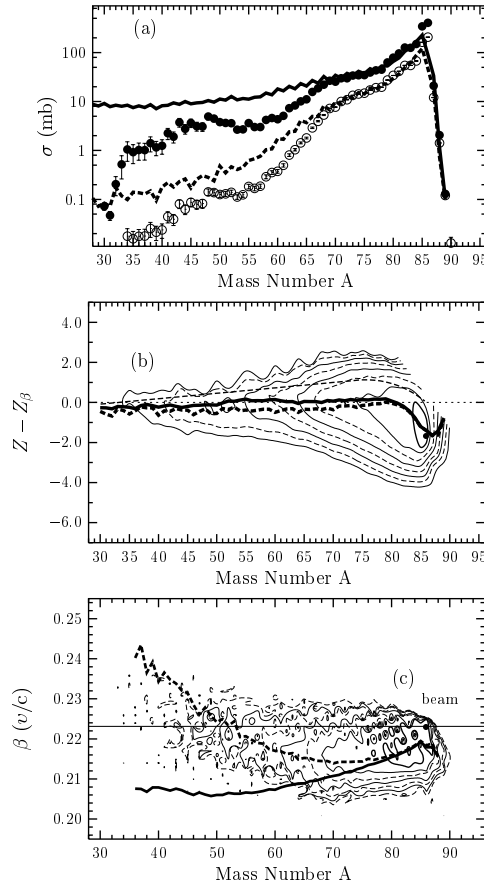 (a)
100
10
1
0.1
σ (mb)
30 35 40 45 50 55 60 65 70 75 80 85 90 95
Mass Number A
(b)
4.0
2.0
0.0
−2.0
−4.0
−6.0
Z − Zβ
30 35 40 45 50 55 60 65 70 75 80 85 90 95
Mass Number A
(c)
beam
0.25
0.24
0.23
0.22
0.21
0.20
β (v/c)
30 40 50 60 70 80 90
Mass Number A